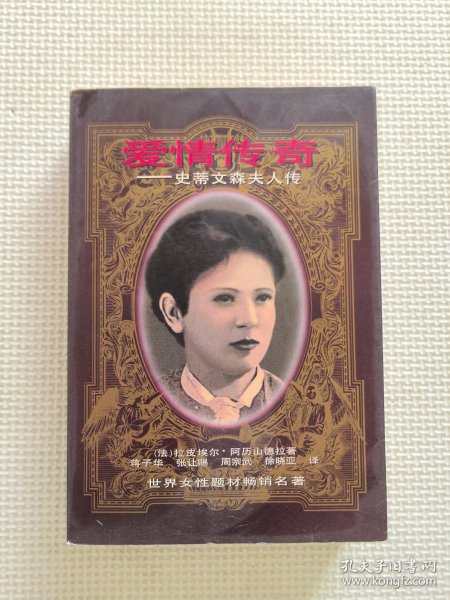 爱情传奇
——史蒂文森夫人传
(法)拉皮埃尔·阿历山德拉著
蒋子华 张让赐 周宗武 徐晓亚 译
世界女性题材畅销名著
孔夫子旧书网
www.kongfz.com